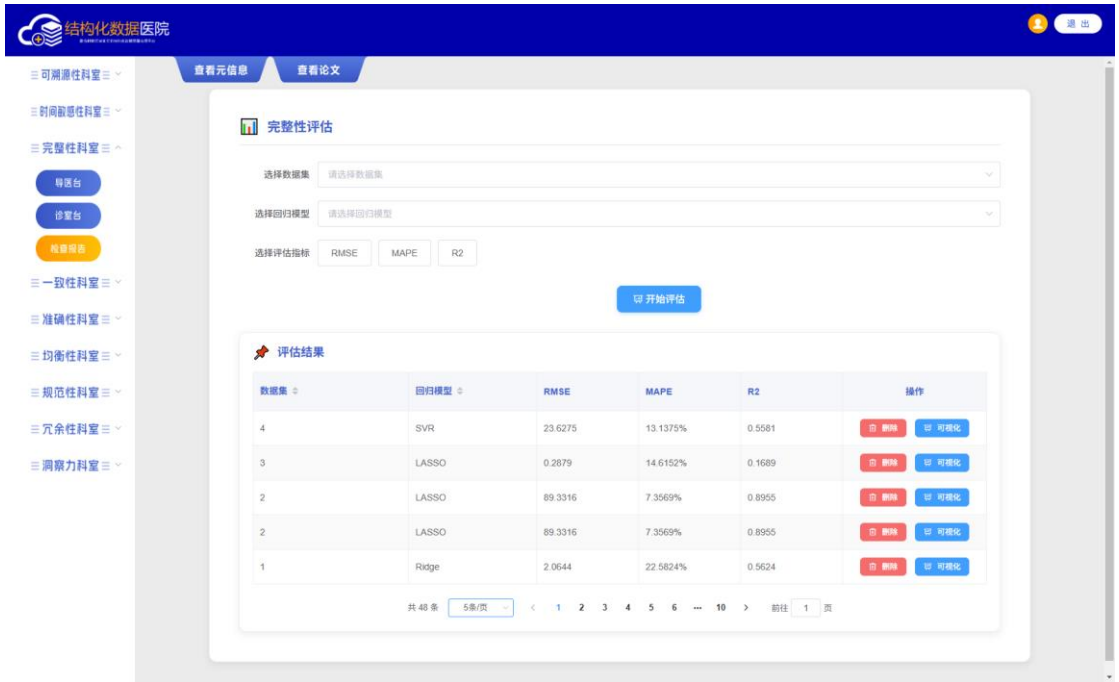 结构化数据医院
退 出
可溯源性科室
时间敏感性科室
完整性科室
导医台
诊室台
检查报告
一致性科室
准确性科室
均衡性科室
规范性科室
冗余性科室
洞察力科室
查看元信息 查看论文
完整性评估
选择数据集 请选择数据集
选择回归模型 请选择回归模型
选择评估指标 RMSE MAPE R2
开始评估
评估结果
数据集 回归模型 RMSE MAPE R2 操作
4 SVR 23.6275 13.1375% 0.5581 删除 可视化
3 LASSO 0.2879 14.6152% 0.1689 删除 可视化
2 LASSO 89.3316 7.3569% 0.8955 删除 可视化
2 LASSO 89.3316 7.3569% 0.8955 删除 可视化
1 Ridge 2.0644 22.5824% 0.5624 删除 可视化
共 48 条 5条/页 < 1 2 3 4 5 6 ··· 10 > 前往 1 页